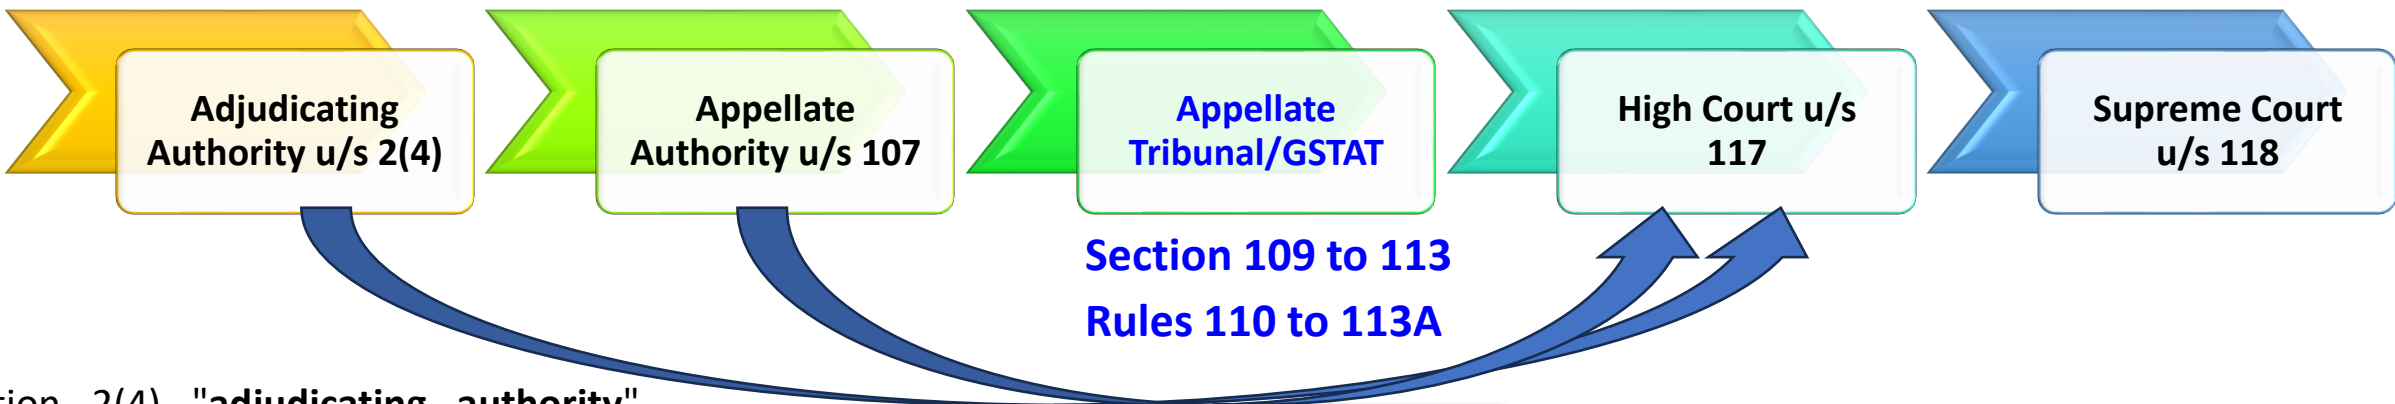 Adjudicating
Authority u/s 2(4)
Appellate
Authority u/s 107
Appellate
Tribunal/GSTAT
High Court u/s
117
Supreme Court
u/s 118
Section 109 to 113
Rules 110 to 113A
2(4) "adjudicating authority"